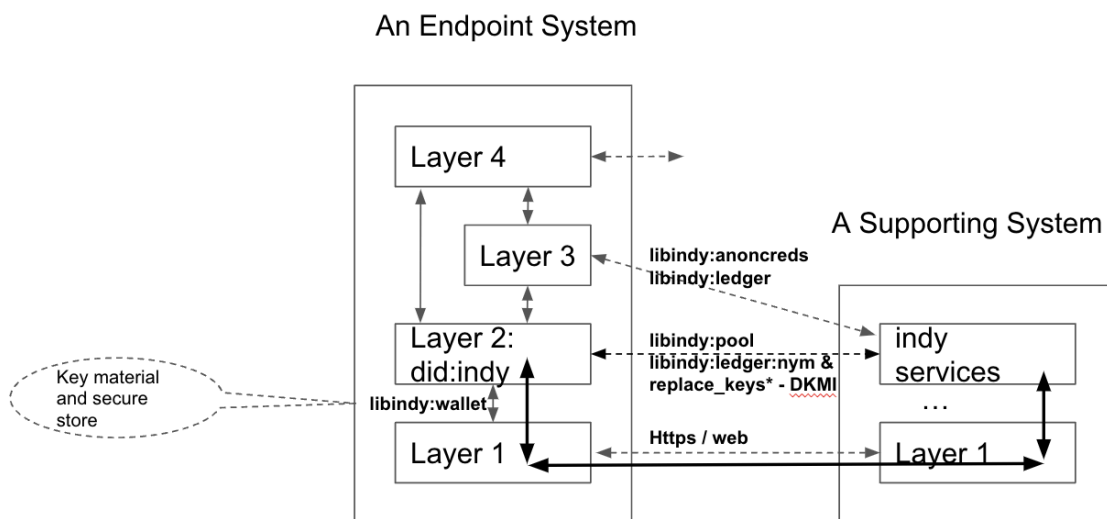 An Endpoint System
Layer 4
A Supporting System
Layer 3
libindy:anoncreds
libindy:ledger
Layer 2:
did:indy
libindy:pool
libindy:ledger:nym &
replace_keys* - DKMI
indy
services
...
Key material
and secure
store
libindy:wallet
Layer 1
Https / web
Layer 1